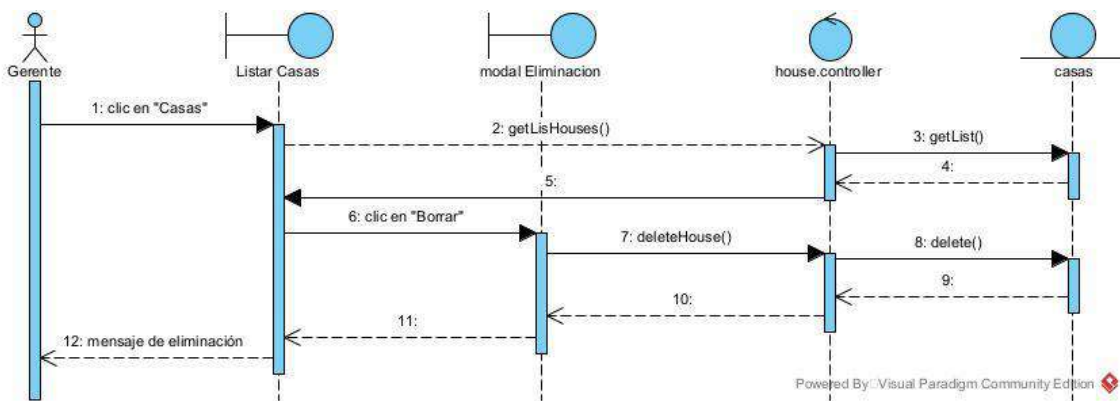 Gerente
Listar Casas
modal Eliminacion
house.controller
casas
1: clic en "Casas"
2: getLisHouses()
3: getList()
4:
5:
6: clic en "Borrar"
7: deleteHouse()
8: delete()
9:
10:
11:
12: mensaje de eliminación
Powered By Visual Paradigm Community Edition